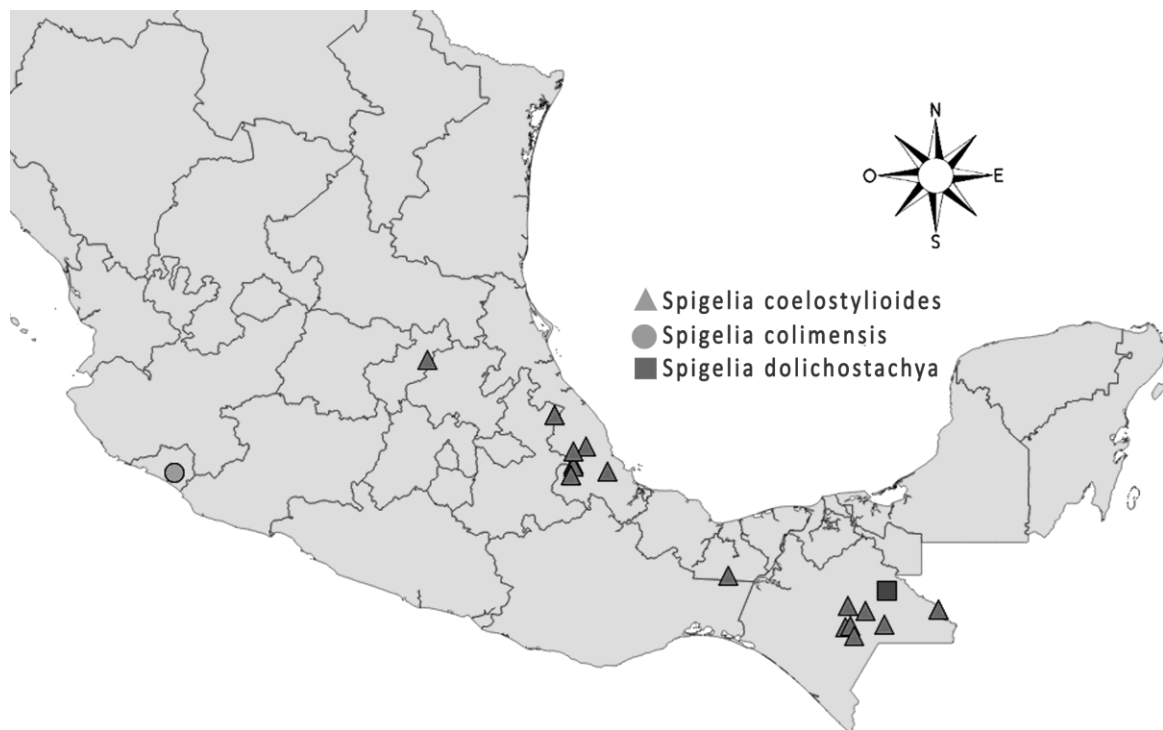 N
O E
S
Spigelia coelostylioides
Spigelia colimensis
Spigelia dolichostachya